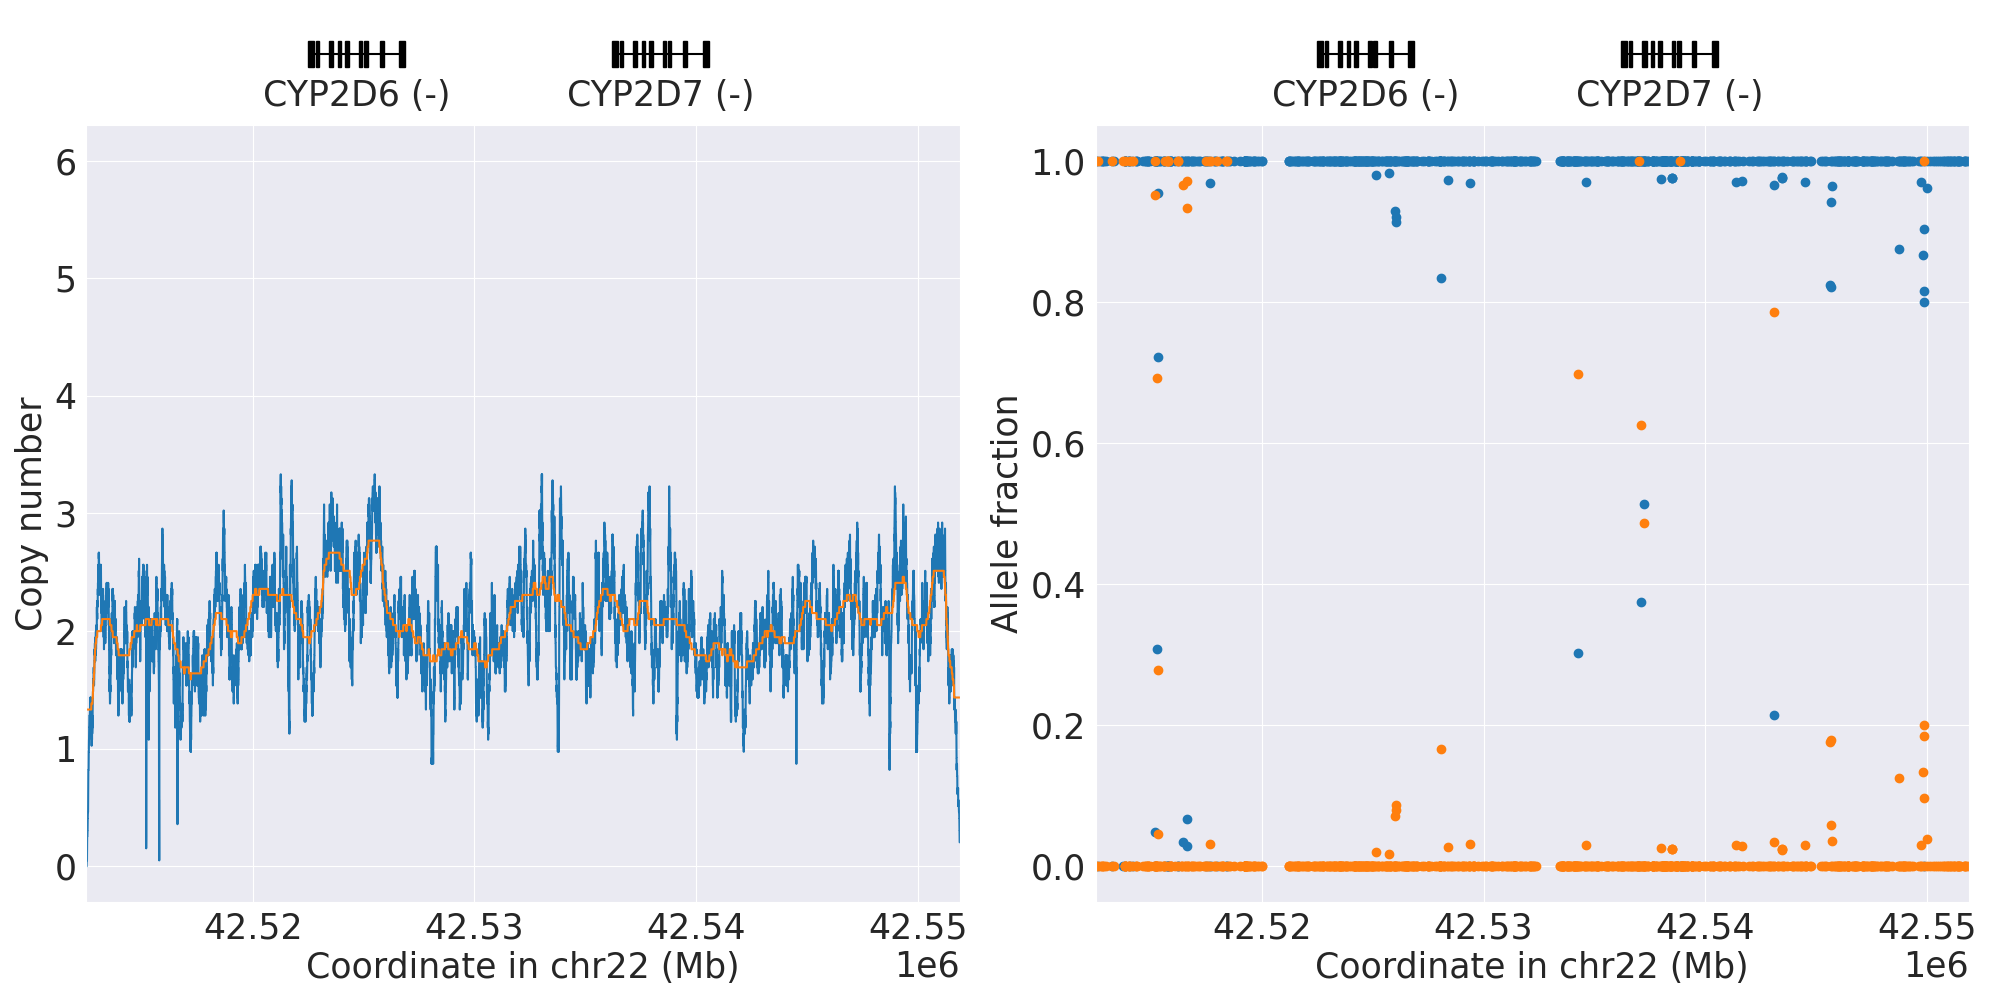 CYP2D6 (-)
CYP2D7 (-)
6
5
4
3
2
1
0
Copy number
42.52
42.53
42.54
42.55
1e6
Coordinate in chr22 (Mb)
CYP2D6 (-)
CYP2D7 (-)
1.0
0.8
0.6
0.4
0.2
0.0
Allele fraction
42.52
42.53
42.54
42.55
1e6
Coordinate in chr22 (Mb)